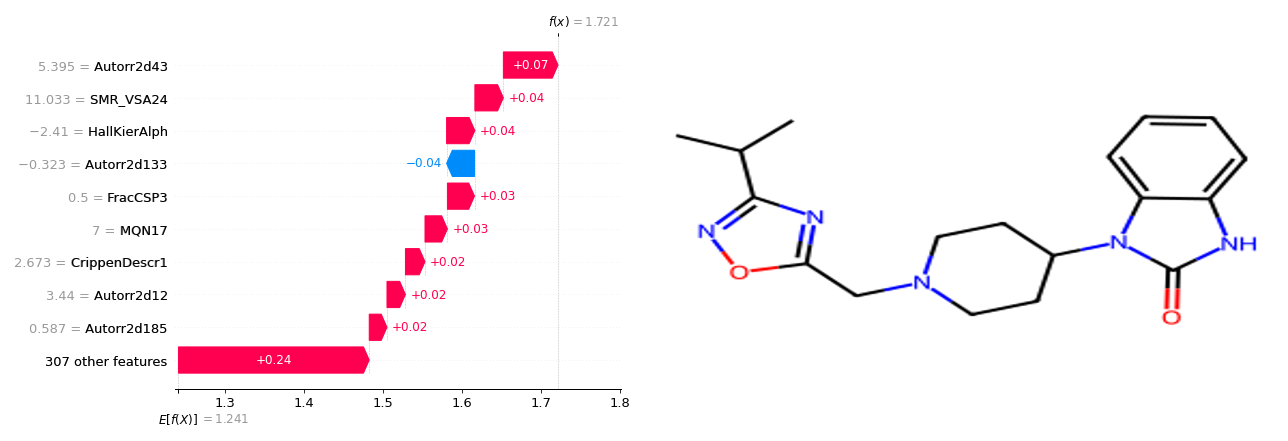 f(x) = 1.721
5.395 = Autorr2d43
+0.07
11.033 = SMR_VSA24
+0.04
−2.41 = HallKierAlph
+0.04
−0.323 = Autorr2d133
−0.04
0.5 = FracCSP3
+0.03
7 = MQN17
+0.03
2.673 = CrippenDescr1
+0.02
3.44 = Autorr2d12
+0.02
0.587 = Autorr2d185
+0.02
307 other features
+0.24
1.3 1.4 1.5 1.6 1.7 1.8
E[f(X)] = 1.241
N
N
O
N
N
NH
O